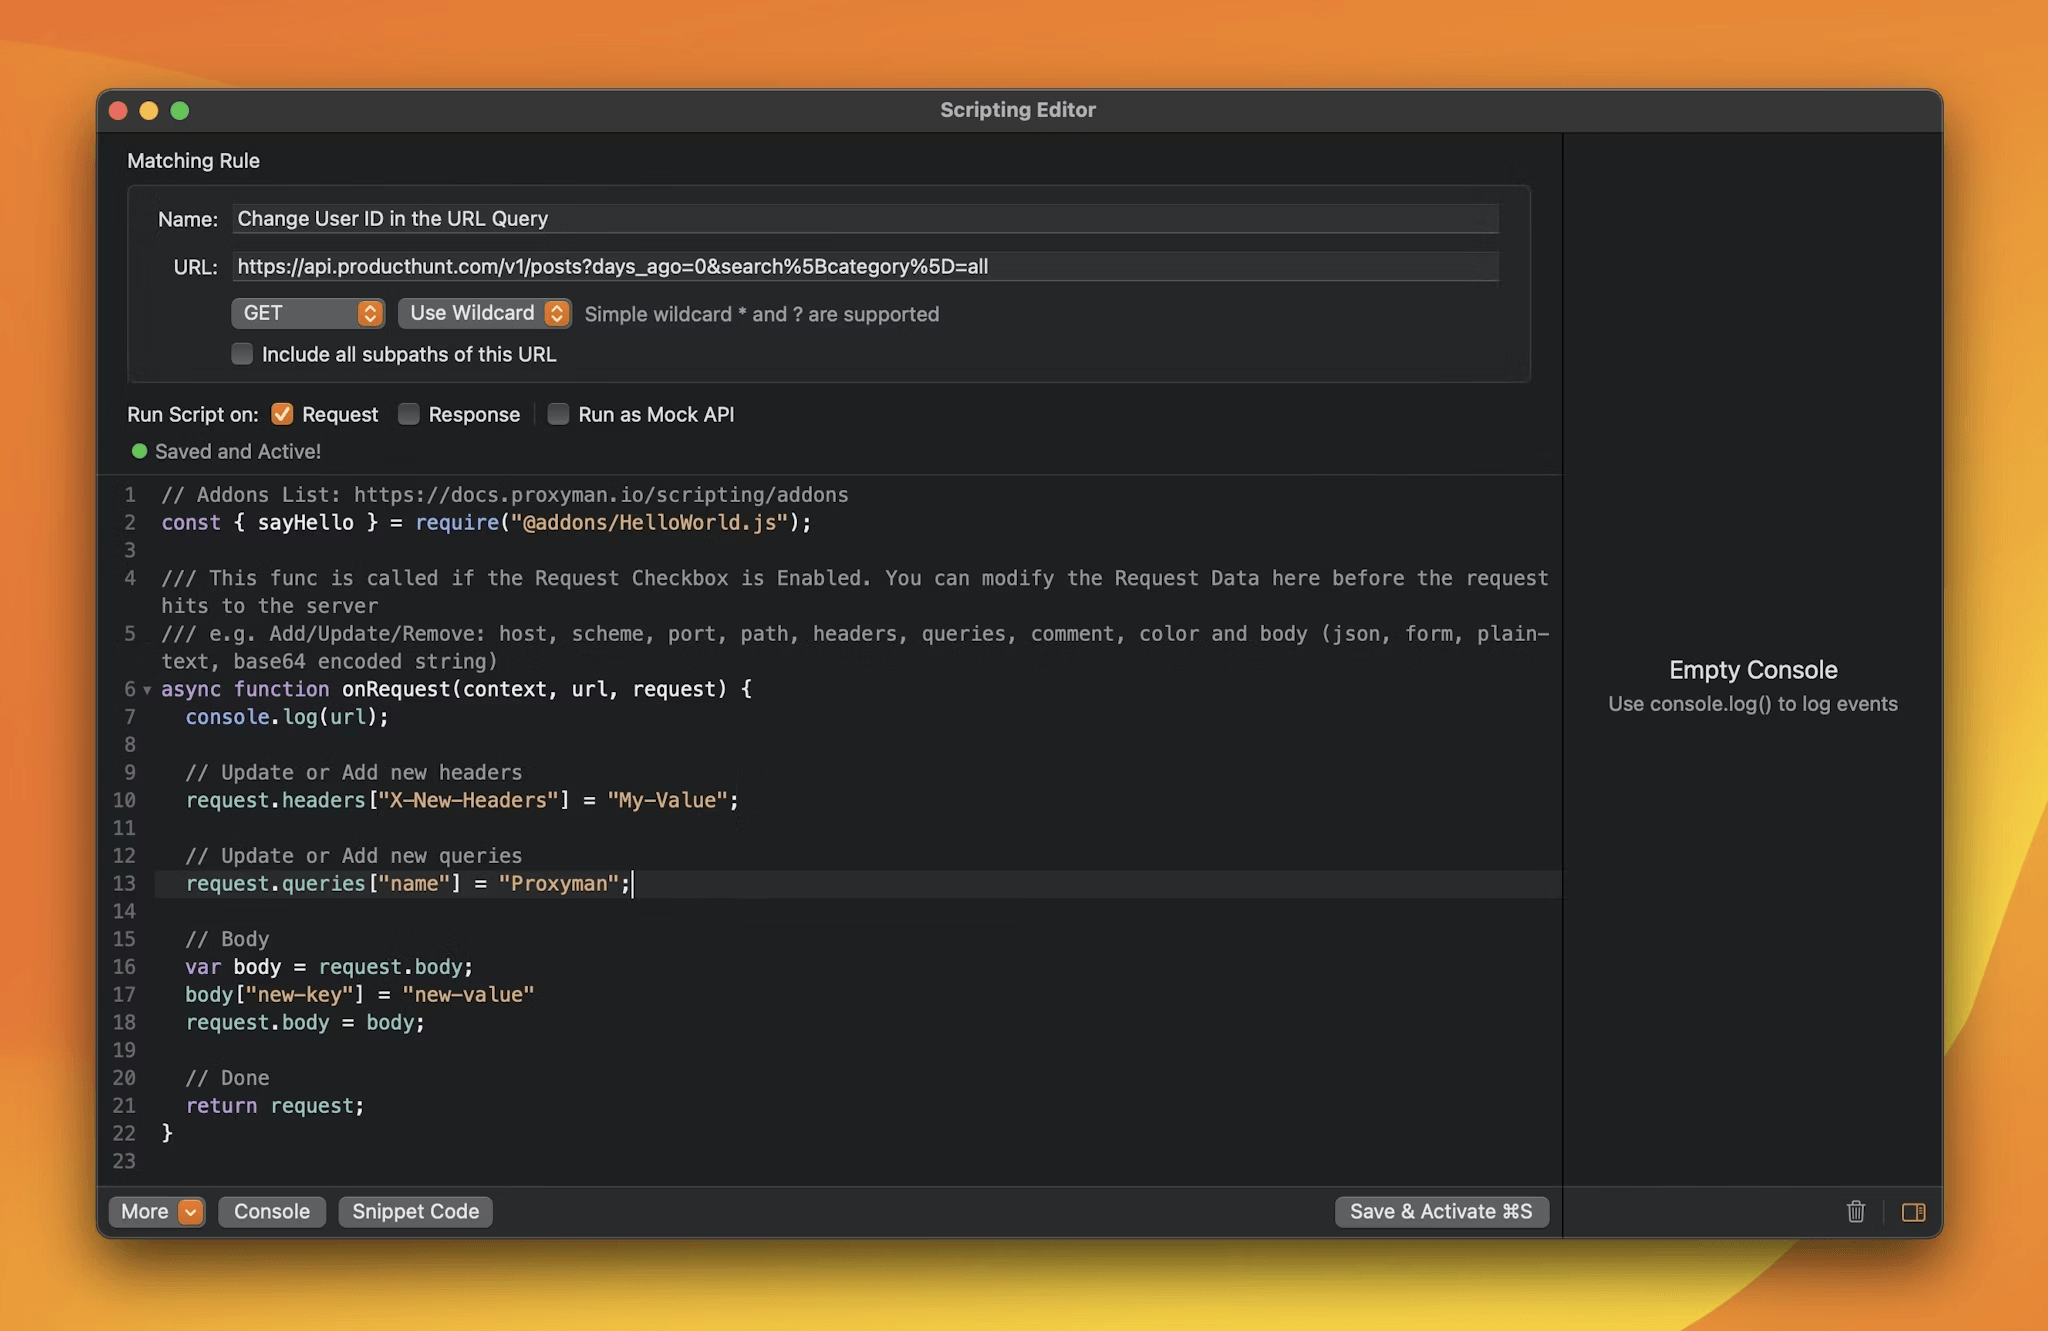 Scripting Editor
Matching Rule
Name: Change User ID in the URL Query
URL: https://api.producthunt.com/v1/posts?days_ago=0&search%5Bcategory%5D=all
GET Use Wildcard Simple wildcard * and ? are supported
Include all subpaths of this URL
Run Script on: Request Response Run as Mock API
Saved and Active!
1 // Addons List: https://docs.proxyman.io/scripting/addons
2 const { sayHello } = require("@addons/HelloWorld.js");
3
4 /// This func is called if the Request Checkbox is Enabled. You can modify the Request Data here before the request
hits to the server
5 /// e.g. Add/Update/Remove: host, scheme, port, path, headers, queries, comment, color and body (json, form, plain-
text, base64 encoded string)
6 async function onRequest(context, url, request) {
7 console.log(url);
8
9 // Update or Add new headers
10 request.headers["X-New-Headers"] = "My-Value";
11
12 // Update or Add new queries
13 request.queries["name"] = "Proxyman";
14
15 // Body
16 var body = request.body;
17 body["new-key"] = "new-value"
18 request.body = body;
19
20 // Done
21 return request;
22 }
23
More Console Snippet Code Save & Activate ⌘S
Empty Console
Use console.log() to log events